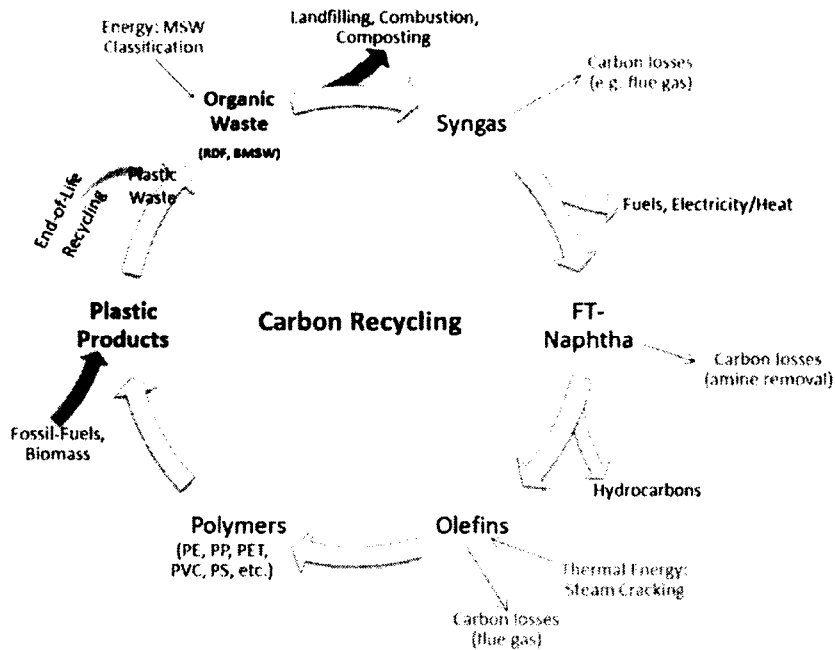 Energy: MSW
Classification
Landfilling, Combustion,
Composting
Organic
Waste
(RDF, BMSW)
Syngas
Carbon losses
(e.g. flue gas)
Plastic
Waste
End-of-Life
Recycling
Fuels, Electricity/Heat
Plastic
Products
Carbon Recycling
FT-
Naphtha
Carbon losses
(amine removal)
Fossil-Fuels,
Biomass
Hydrocarbons
Polymers
(PE, PP, PET,
PVC, PS, etc.)
Olefins
Thermal Energy:
Steam Cracking
Carbon losses
(flue gas)